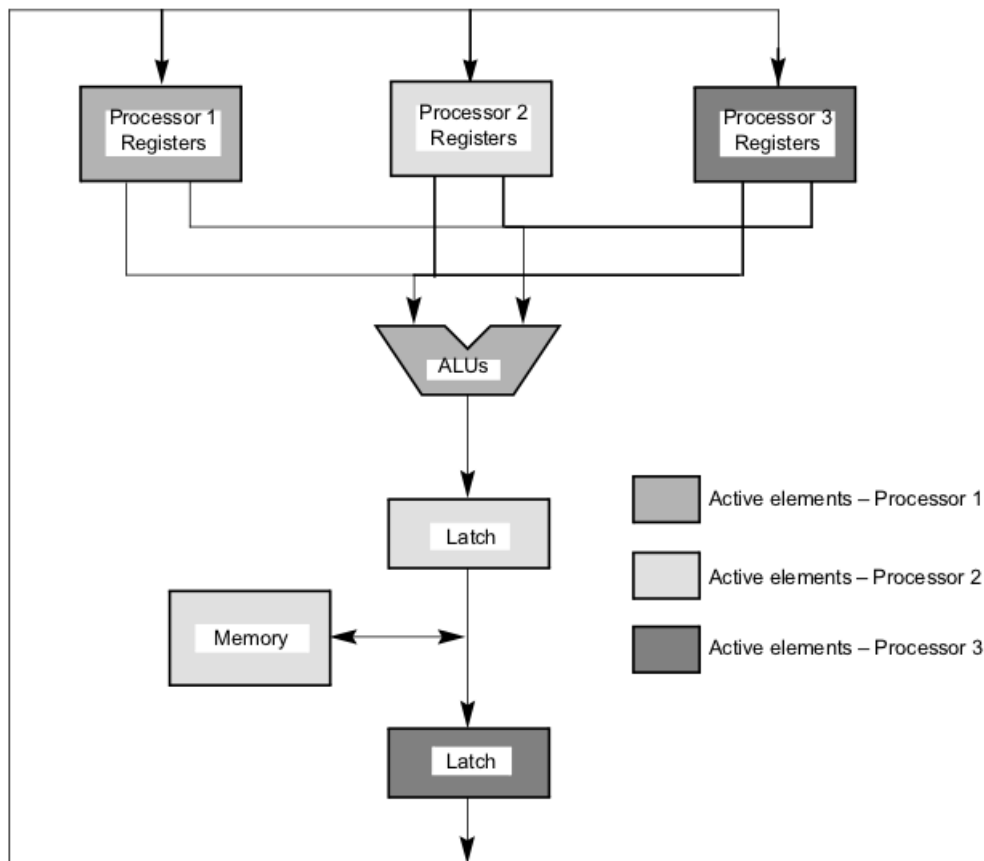 Processor 1
Registers
Processor 2
Registers
Processor 3
Registers
ALUs
Latch
Memory
Latch
Active elements – Processor 1
Active elements – Processor 2
Active elements – Processor 3